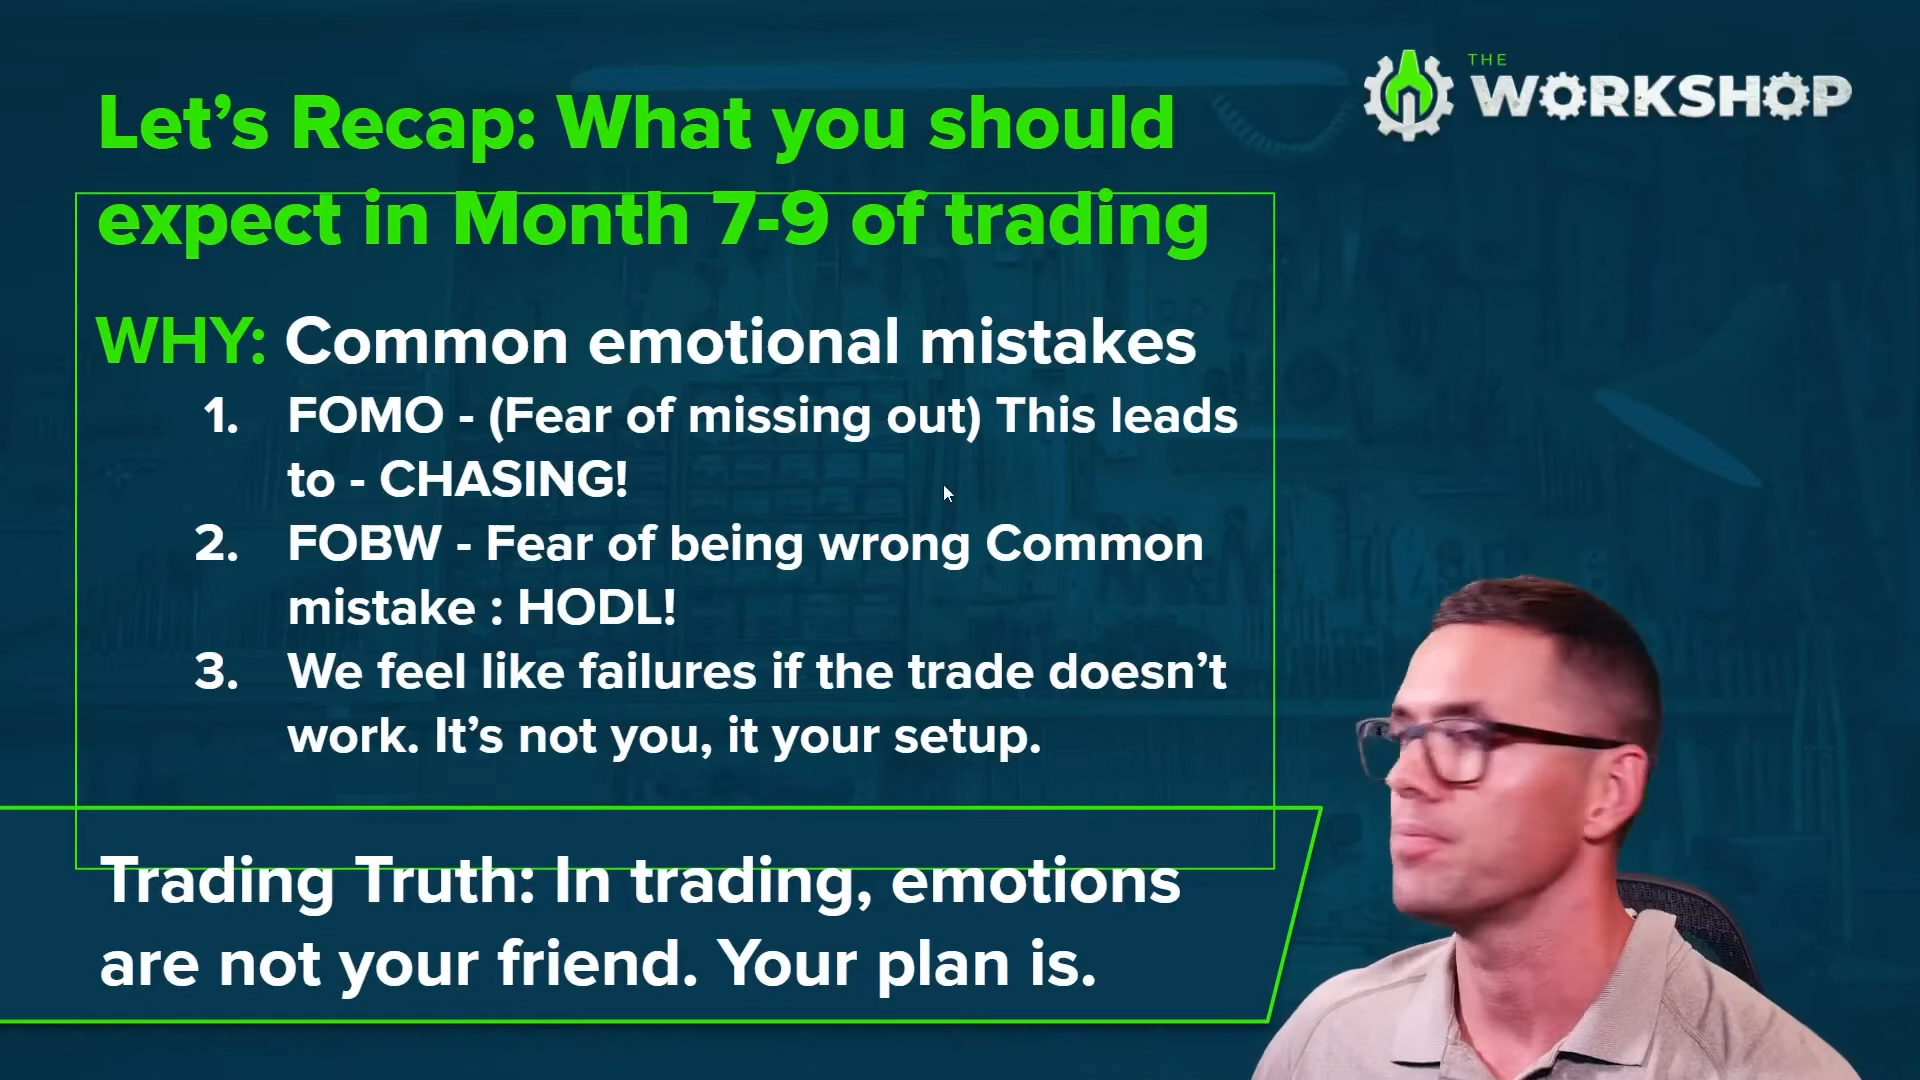 THE
WORKSHOP
Let’s Recap: What you should
expect in Month 7-9 of trading
WHY: Common emotional mistakes
1. FOMO - (Fear of missing out) This leads
to - CHASING!
2. FOBW - Fear of being wrong Common
mistake : HODL!
3. We feel like failures if the trade doesn’t
work. It’s not you, it your setup.
Trading Truth: In trading, emotions
are not your friend. Your plan is.